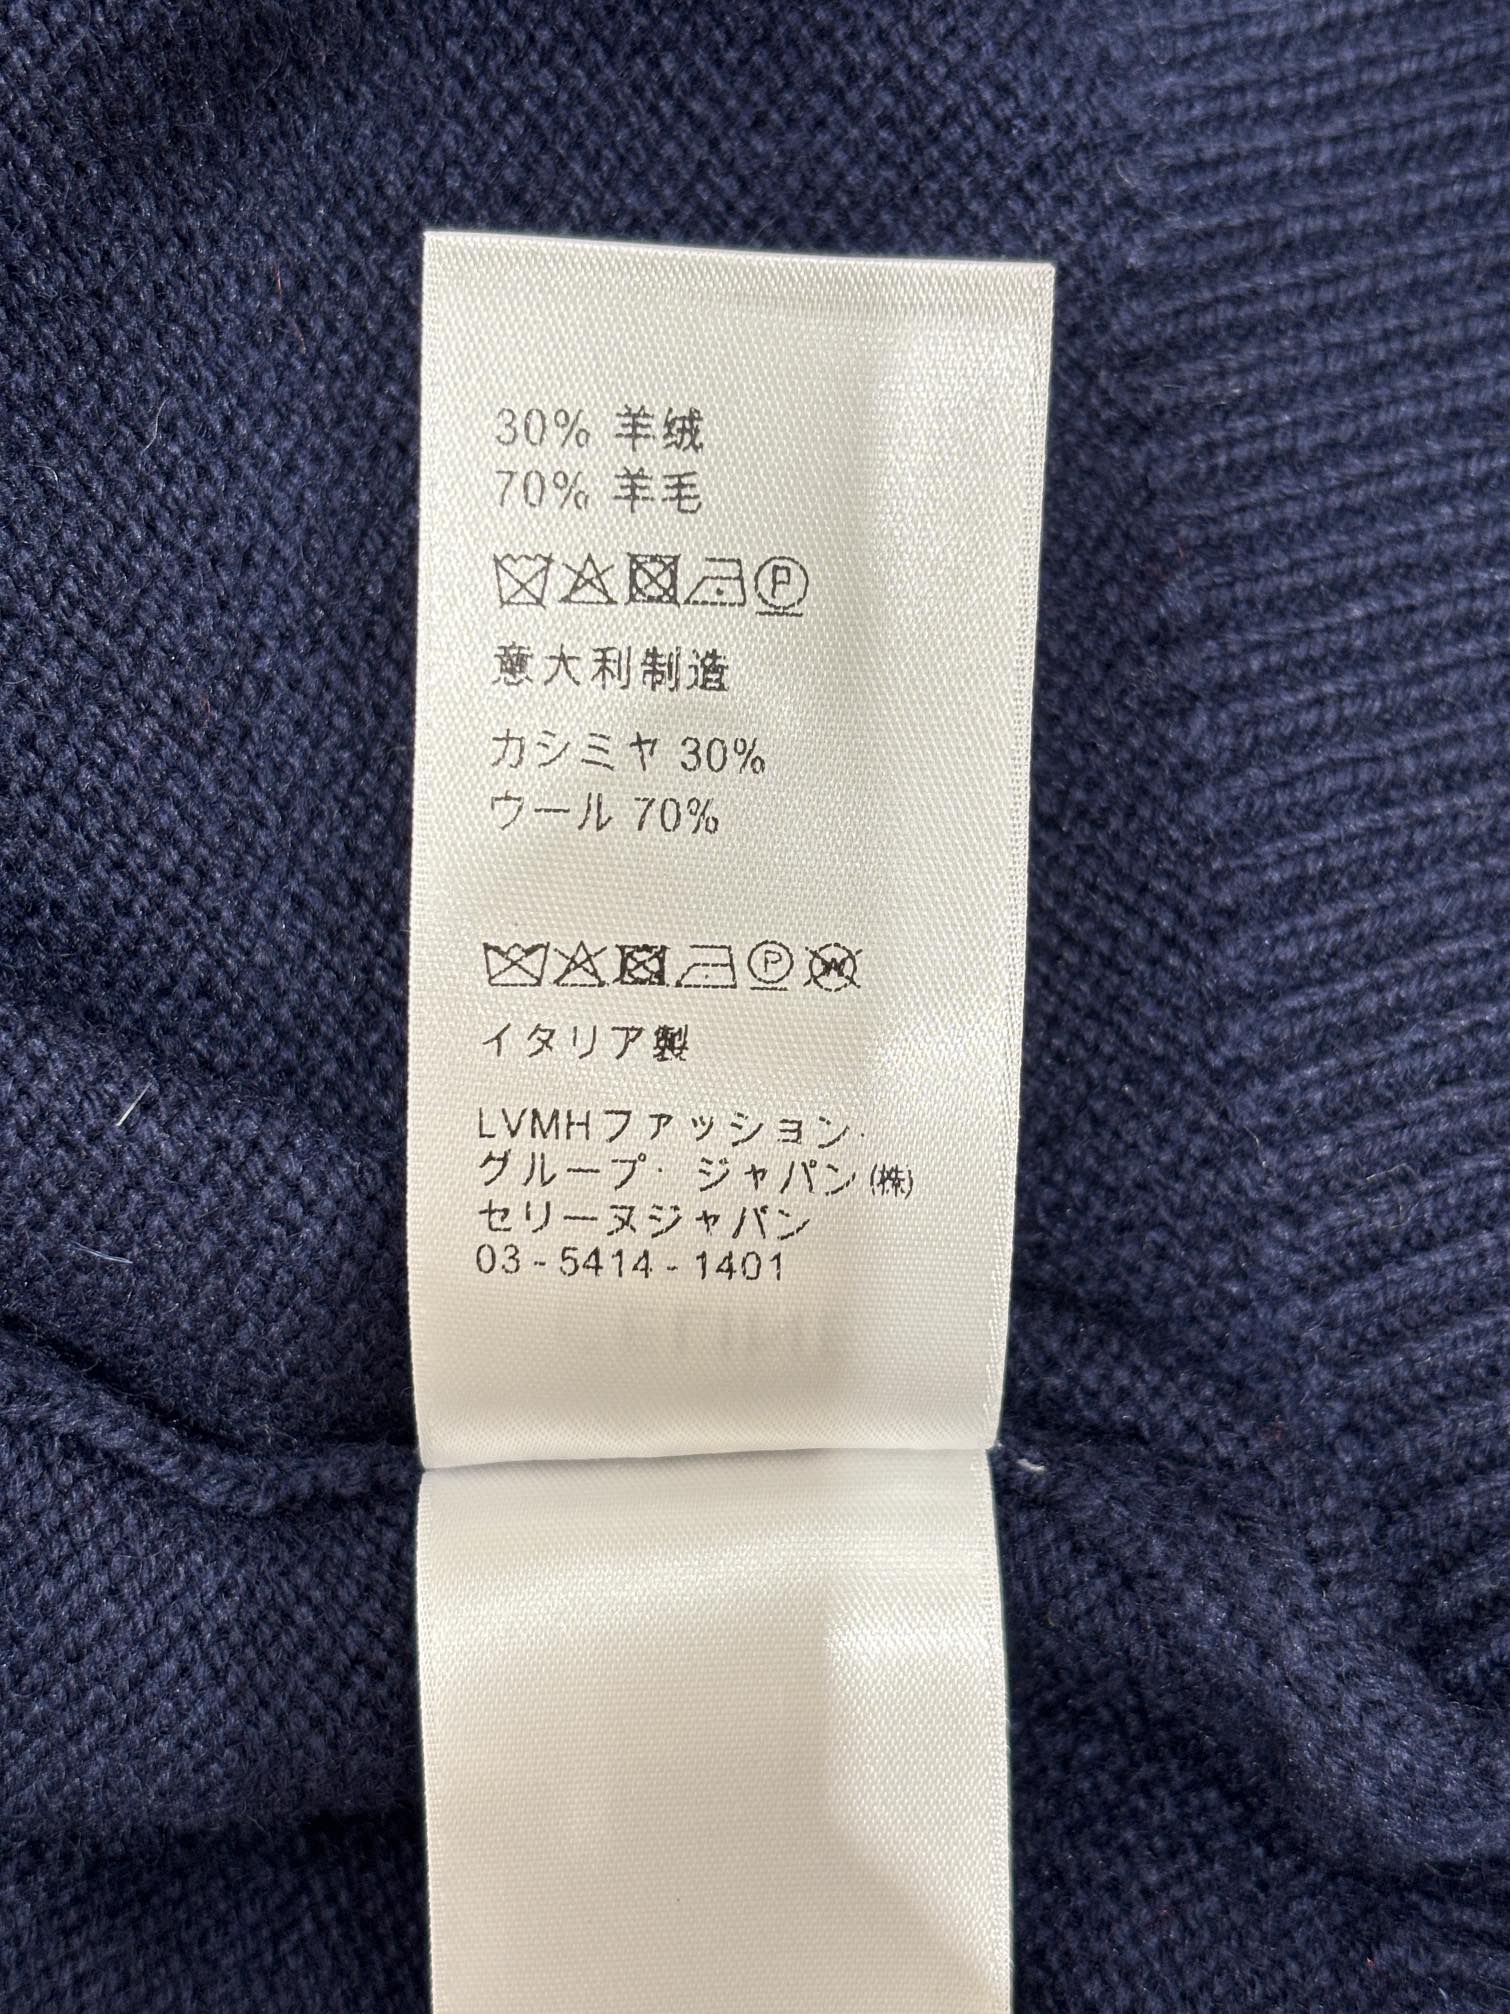 30% 羊绒
70% 羊毛
P
意大利制造
カシミヤ 30%
ウール 70%
P W
イタリア製
LVMHファッション・
グループ・ジャパン(株)
セリーヌジャパン
03-5414-1401